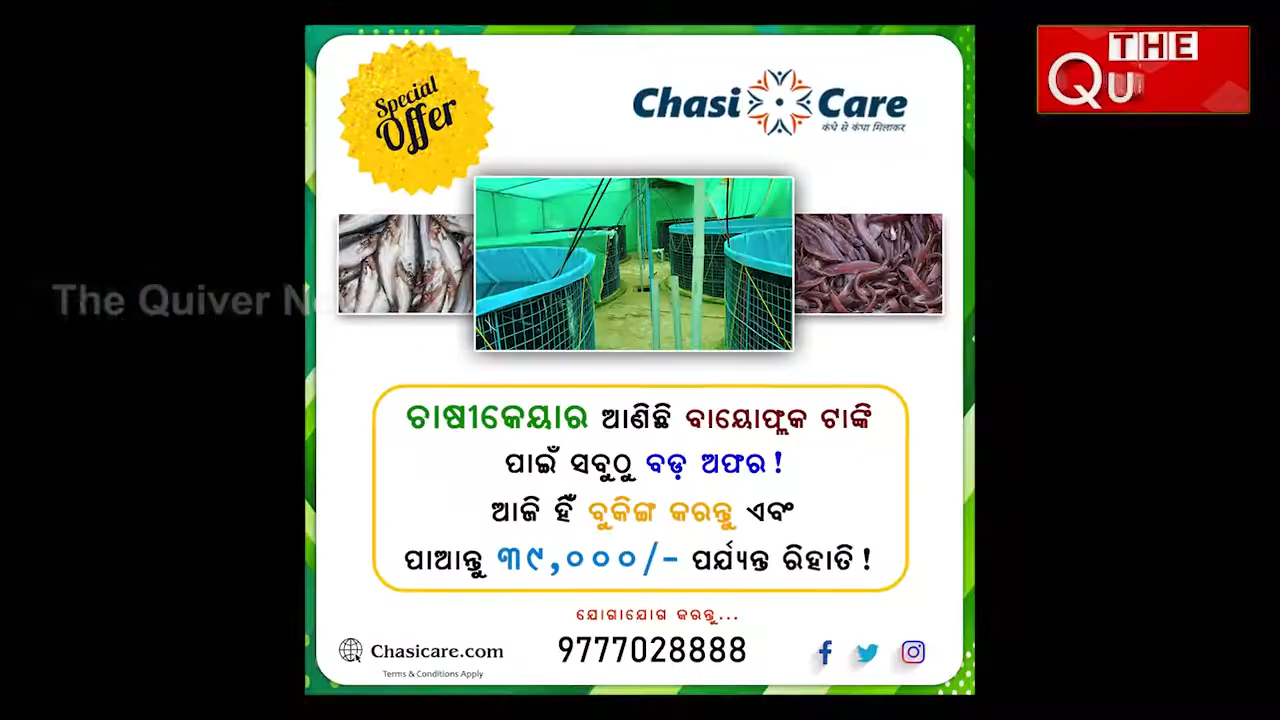 Special
Offer
Chasi Care
कंधे से कंधा मिलाकर
THE
QU
The Quiver Ne
ଚାଷୀକେୟାର ଆଣିଛି ବାୟୋଫ୍ଲକ ଟାଙ୍କି
ପାଇଁ ସବୁଠୁ ବଡ଼ ଅଫର!
ଆଜି ହିଁ ବୁକିଙ୍ଗ କରନ୍ତୁ ଏବଂ
ପାଆନ୍ତୁ ୩୯,୦୦୦/- ପର୍ଯ୍ୟନ୍ତ ରିହାତି!
ଯୋଗାଯୋଗ କରନ୍ତୁ...
Chasicare.com
9777028888
Terms & Conditions Apply